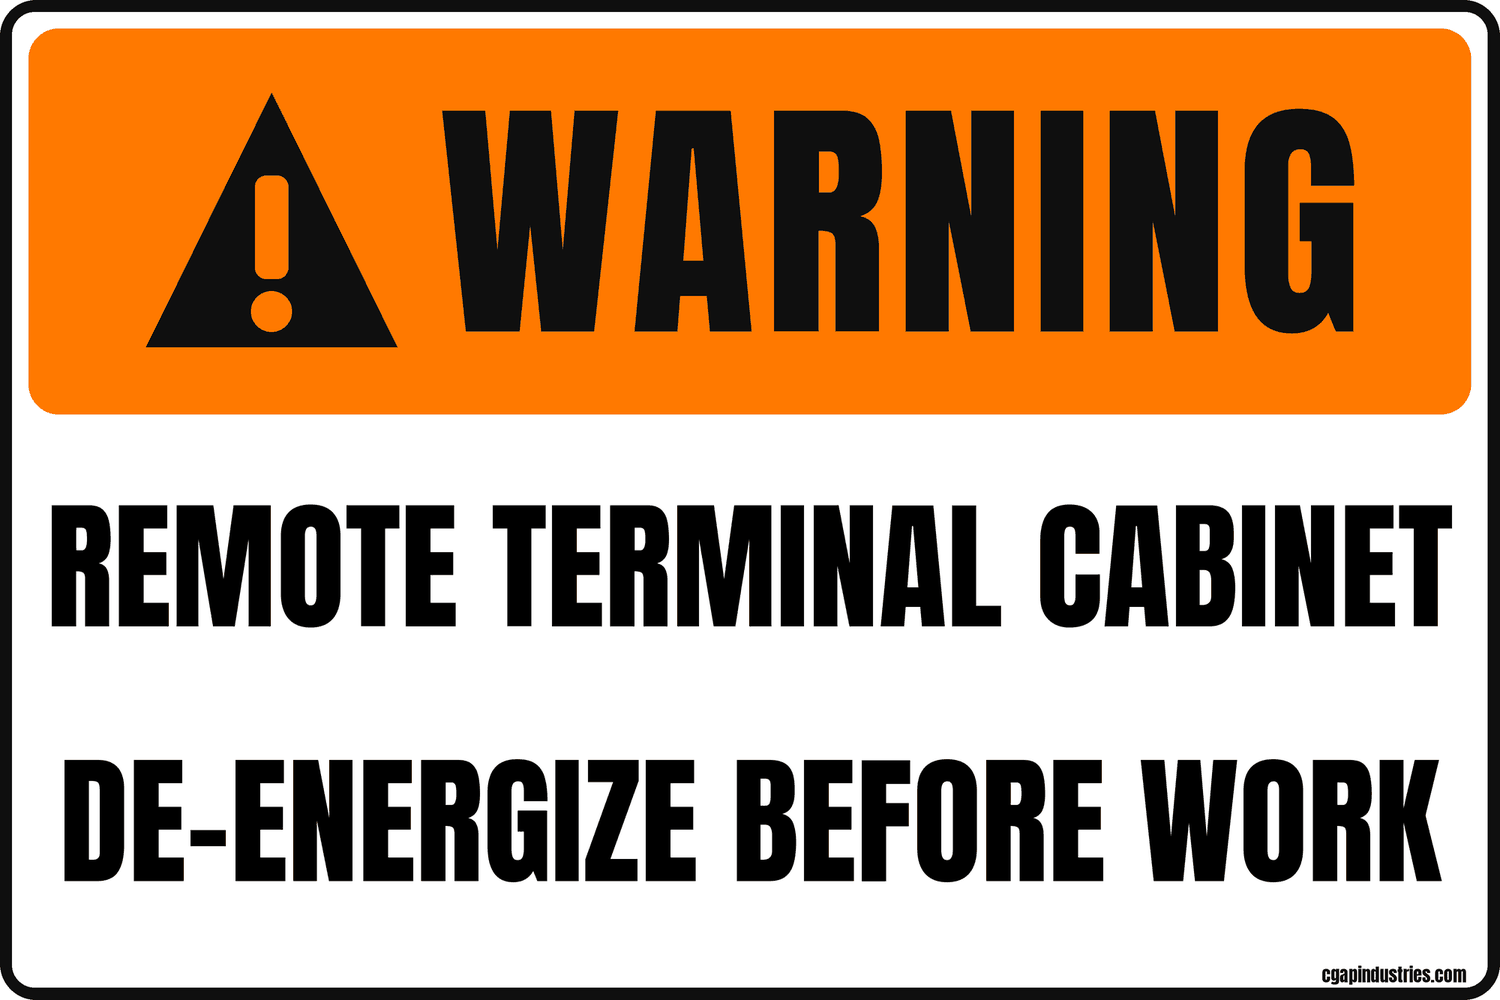 WARNING
REMOTE TERMINAL CABINET
DE-ENERGIZE BEFORE WORK
cgapindustries.com